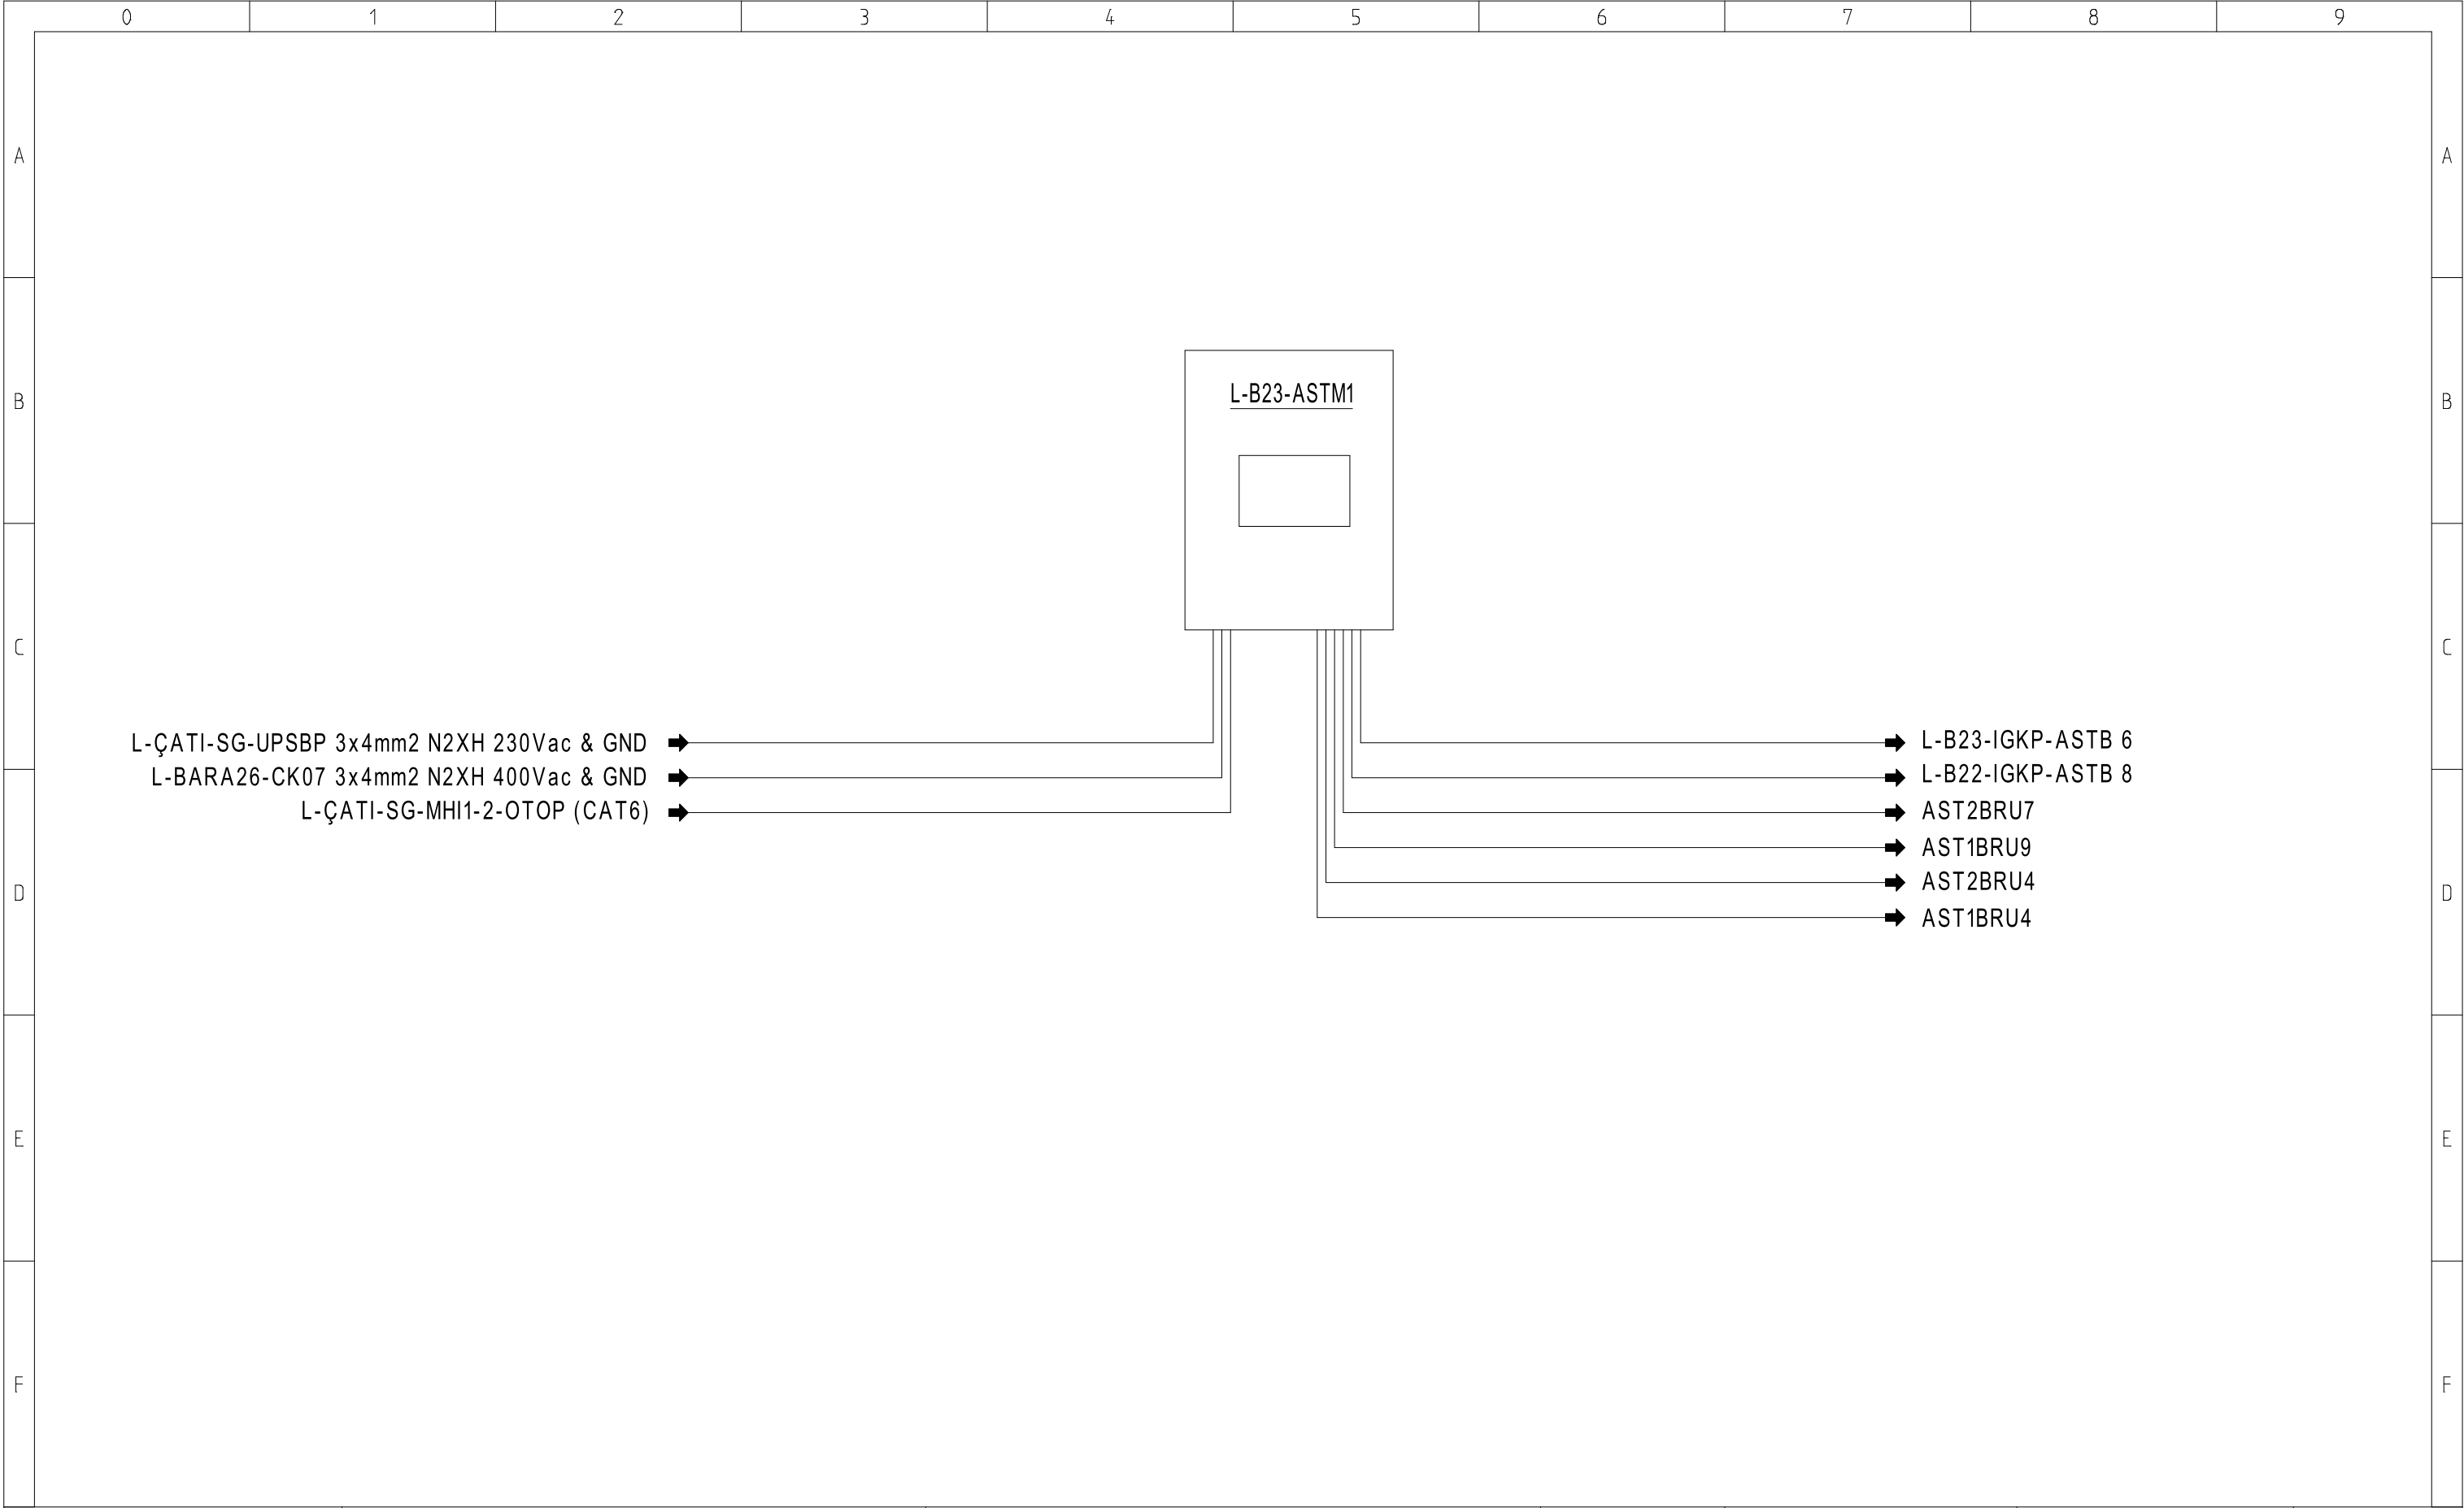 0 1 2 3 4 5 6 7 8 9
A A
B B
L-B23-ASTM1
C C
L-ÇATI-SG-UPSBP 3x4mm2 N2XH 230Vac & GND
L-BARA26-CK07 3x4mm2 N2XH 400Vac & GND
L-ÇATI-SG-MHI1-2-OTOP (CAT6)
L-B23-IGKP-ASTB 6
L-B22-IGKP-ASTB 8
AST2BRU7
AST1BRU9
AST2BRU4
AST1BRU4
D D
E E
F F